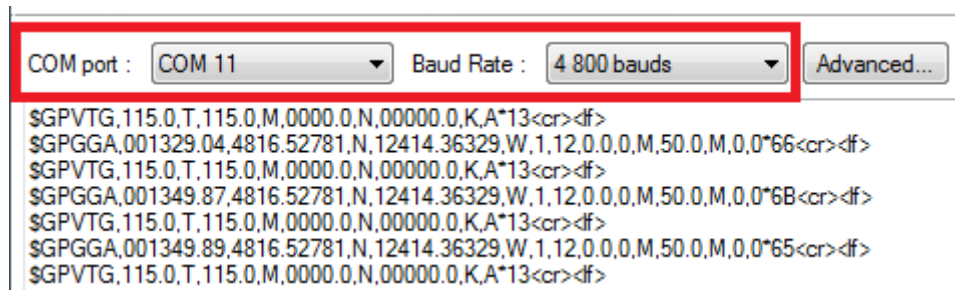 COM port : COM 11 Baud Rate : 4 800 bauds Advanced...
$GPVTG,115.0,T,115.0,M,0000.0,N,00000.0,K,A*13<cr><lf>
$GPGGA,001329.04,4816.52781,N,12414.36329,W,1,12,0.0,0,M,50.0,M,0,0*66<cr><lf>
$GPVTG,115.0,T,115.0,M,0000.0,N,00000.0,K,A*13<cr><lf>
$GPGGA,001349.87,4816.52781,N,12414.36329,W,1,12,0.0,0,M,50.0,M,0,0*6B<cr><lf>
$GPVTG,115.0,T,115.0,M,0000.0,N,00000.0,K,A*13<cr><lf>
$GPGGA,001349.89,4816.52781,N,12414.36329,W,1,12,0.0,0,M,50.0,M,0,0*65<cr><lf>
$GPVTG,115.0,T,115.0,M,0000.0,N,00000.0,K,A*13<cr><lf>